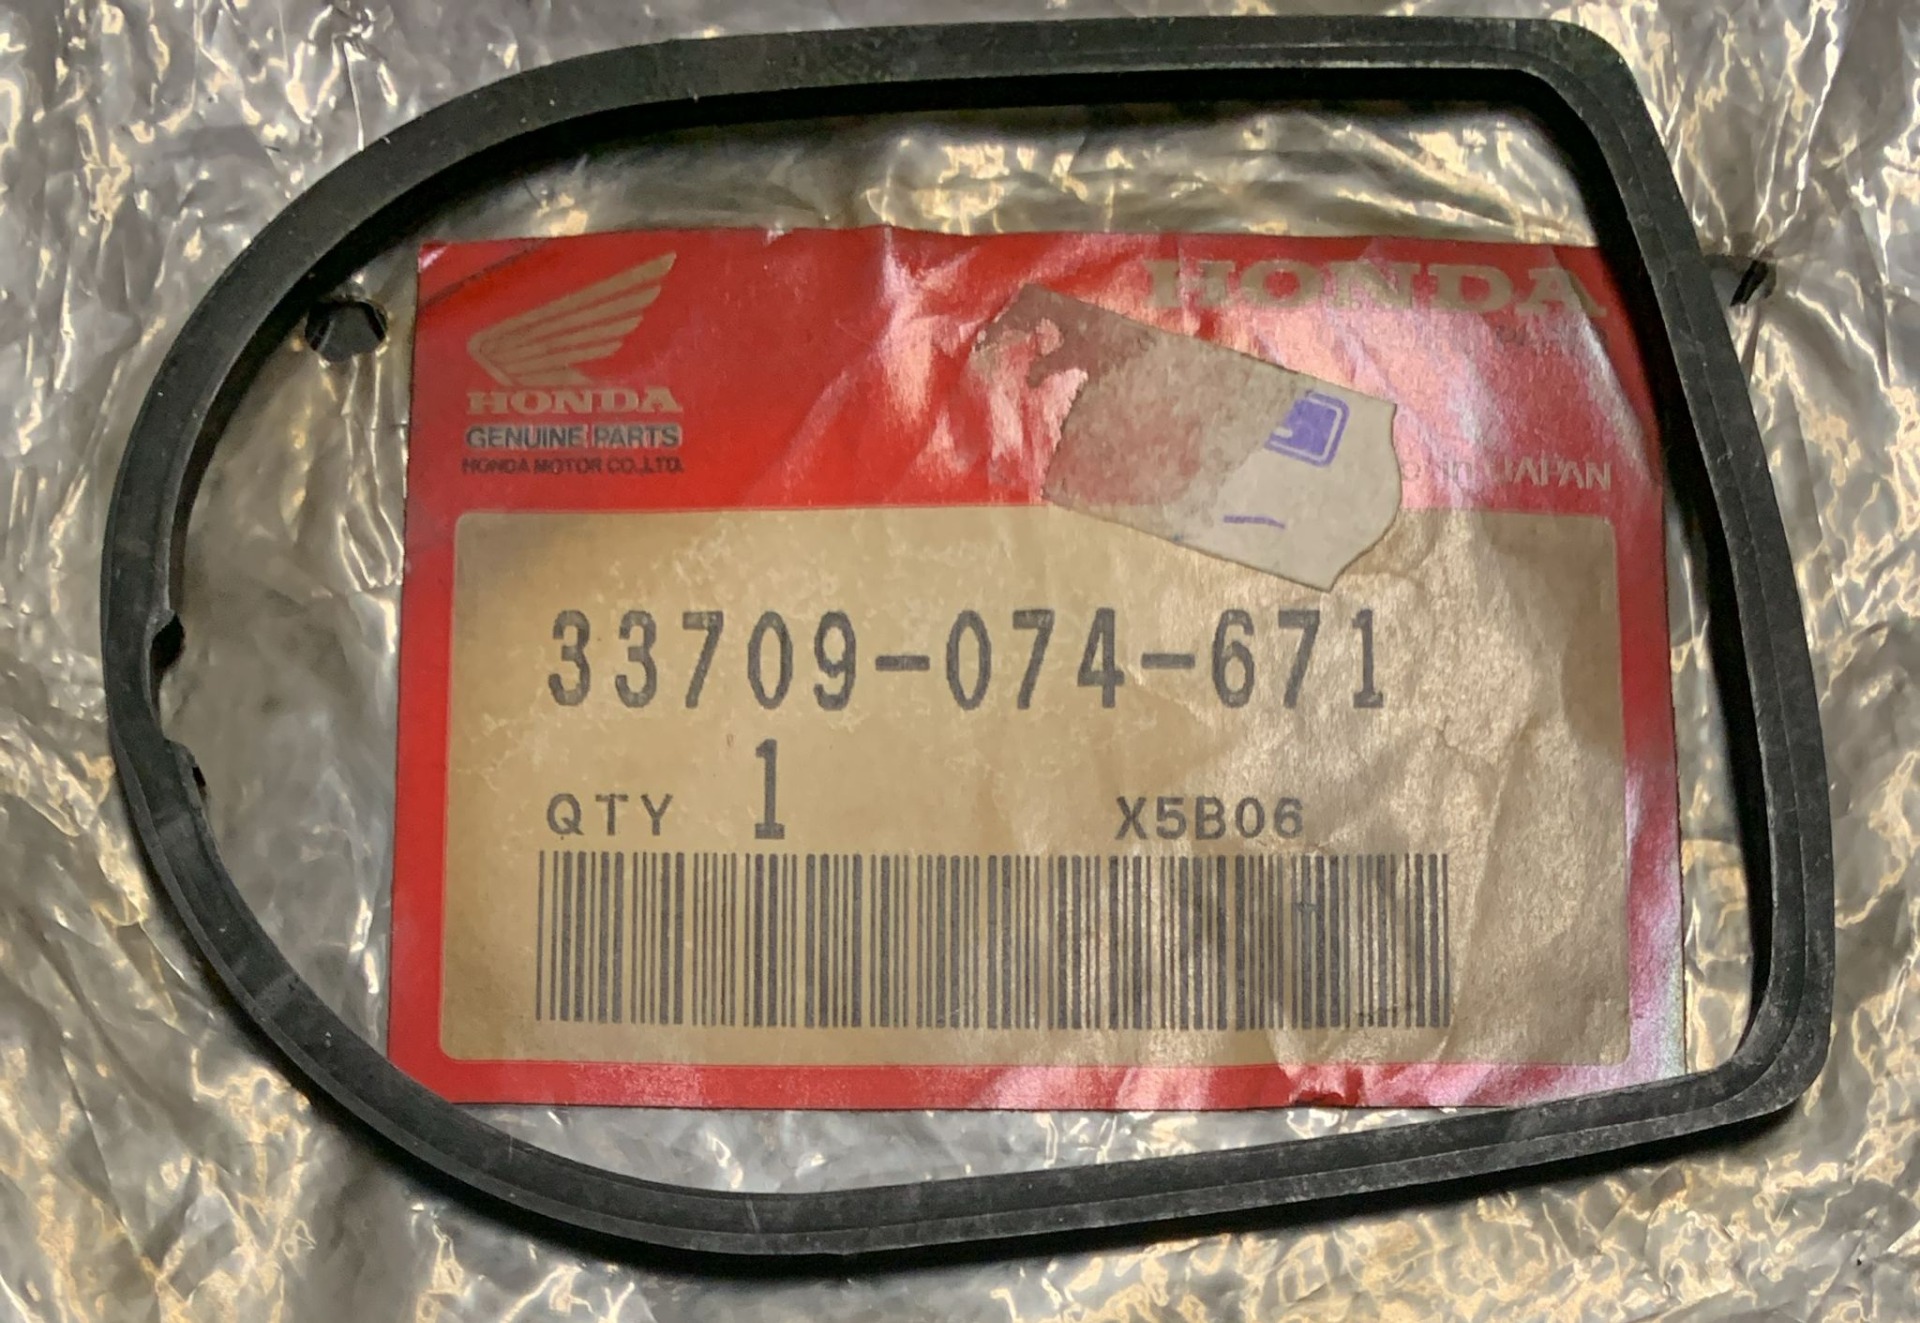 HONDA
HONDA
GENUINE PARTS
HONDA MOTOR CO.,LTD.
JAPAN
33709-074-671
QTY 1 X5B06